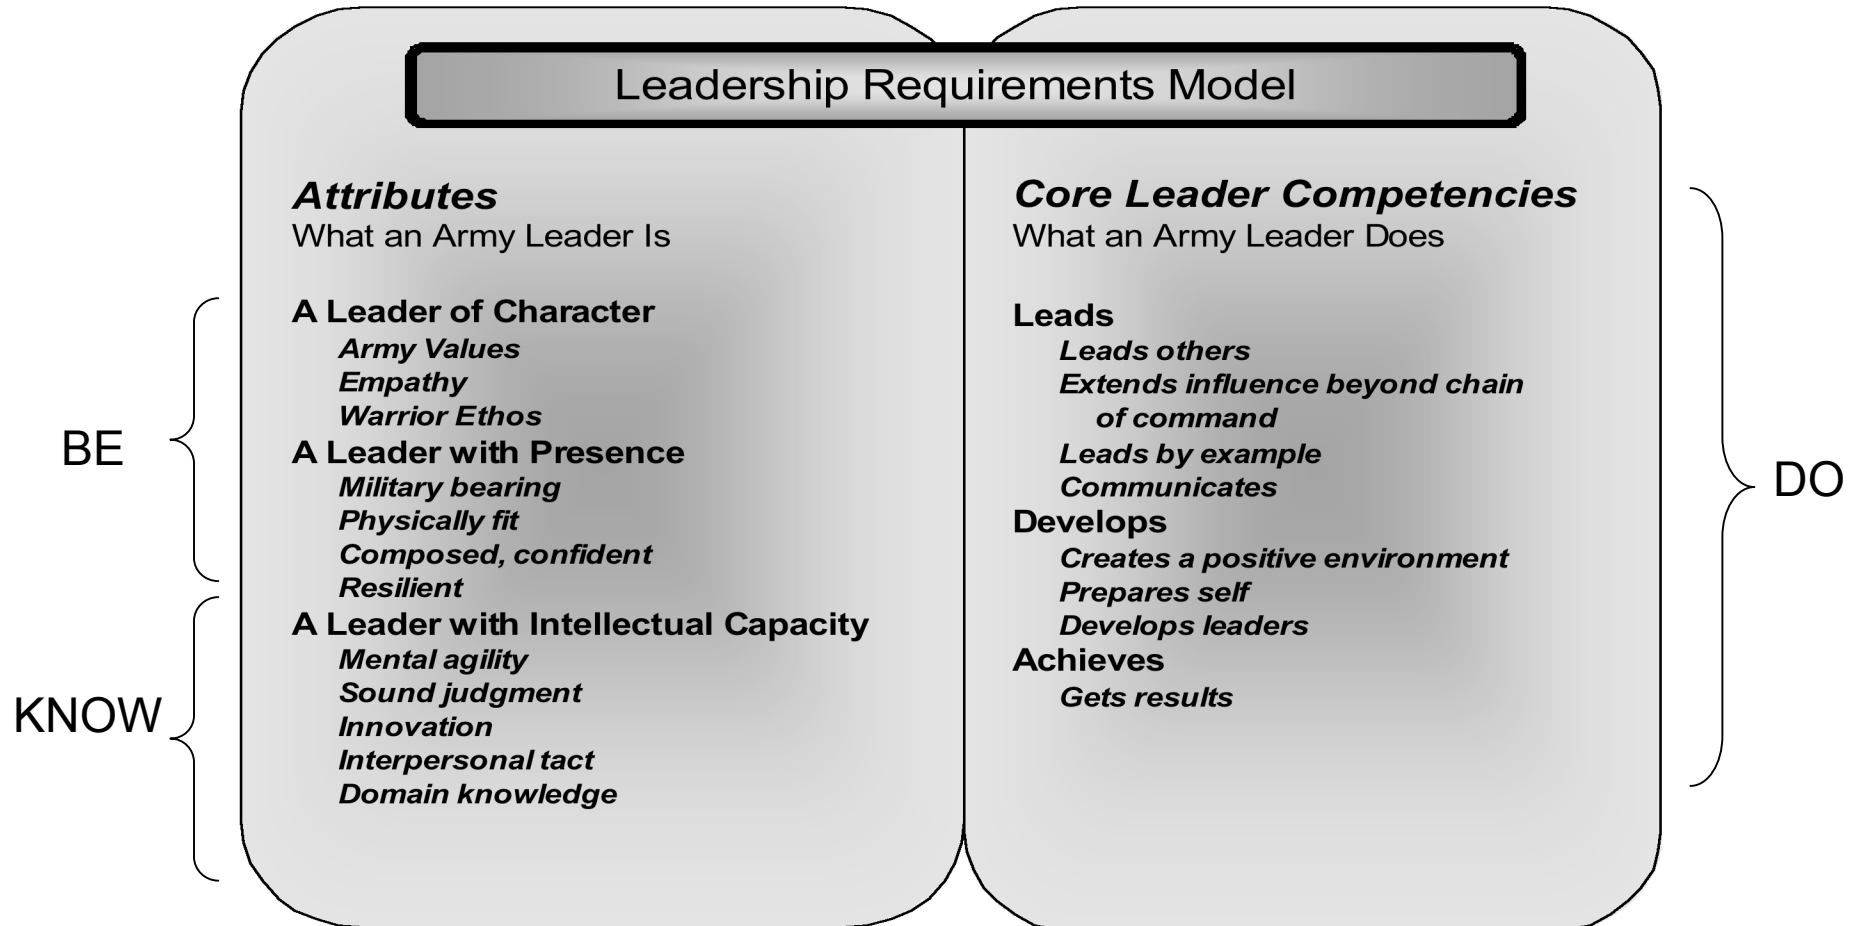 Leadership Requirements Model
Attributes
What an Army Leader Is
A Leader of Character
Army Values
Empathy
Warrior Ethos
A Leader with Presence
Military bearing
Physically fit
Composed, confident
Resilient
A Leader with Intellectual Capacity
Mental agility
Sound judgment
Innovation
Interpersonal tact
Domain knowledge
BE
KNOW
Core Leader Competencies
What an Army Leader Does
Leads
Leads others
Extends influence beyond chain
of command
Leads by example
Communicates
Develops
Creates a positive environment
Prepares self
Develops leaders
Achieves
Gets results
DO